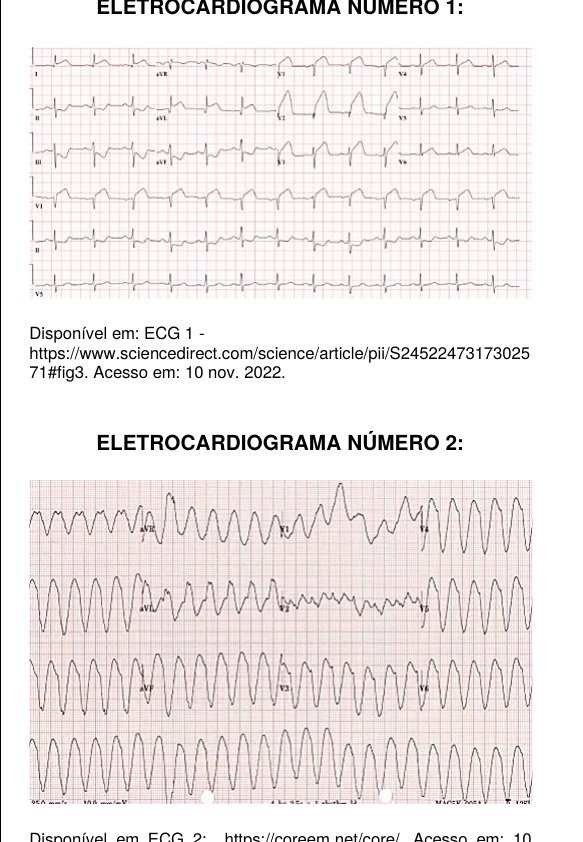 ELETROCARDIOGRAMA NÚMERO 1:
I aVR V1 V4
II aVL V2 V5
III aVF V3 V6
V1
II
V5
Disponível em: ECG 1 -
https://www.sciencedirect.com/science/article/pii/S24522473173025
71#fig3. Acesso em: 10 nov. 2022.
ELETROCARDIOGRAMA NÚMERO 2:
aVR V1 V4
aVL V2 V5
aVF V3 V6
Disponível em ECG 2: https://coreem.net/core/. Acesso em: 10